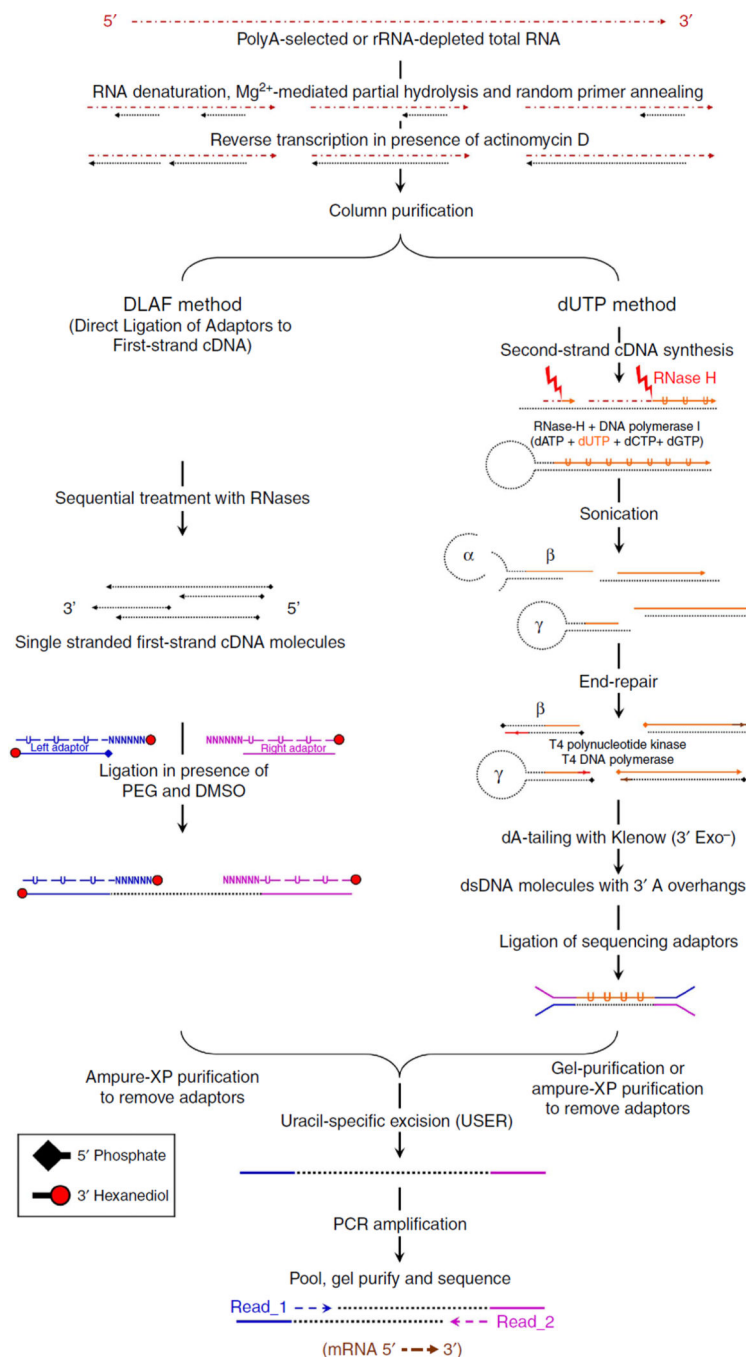 5′ 3′
PolyA-selected or rRNA-depleted total RNA
RNA denaturation, Mg2+-mediated partial hydrolysis and random primer annealing
Reverse transcription in presence of actinomycin D
Column purification
DLAF method
(Direct Ligation of Adaptors to
First-strand cDNA)
Sequential treatment with RNases
3’ 5’
Single stranded first-strand cDNA molecules
U U U NNNNNN
Left adaptor
NNNNNN U U U
Right adaptor
Ligation in presence of
PEG and DMSO
U U U NNNNNN
NNNNNN U U U
Ampure-XP purification
to remove adaptors
dUTP method
Second-strand cDNA synthesis
RNase H
U U U
RNase-H + DNA polymerase I
(dATP + dUTP + dCTP+ dGTP)
U U U U U U U
Sonication
α β
γ
End-repair
β
T4 polynucleotide kinase
T4 DNA polymerase
γ
dA-tailing with Klenow (3′ Exo–)
dsDNA molecules with 3′ A overhangs
Ligation of sequencing adaptors
U U U U
Gel-purification or
ampure-XP purification
to remove adaptors
Uracil-specific excision (USER)
5′ Phosphate
3′ Hexanediol
PCR amplification
Pool, gel purify and sequence
Read_1
Read_2
(mRNA 5′ 3′)